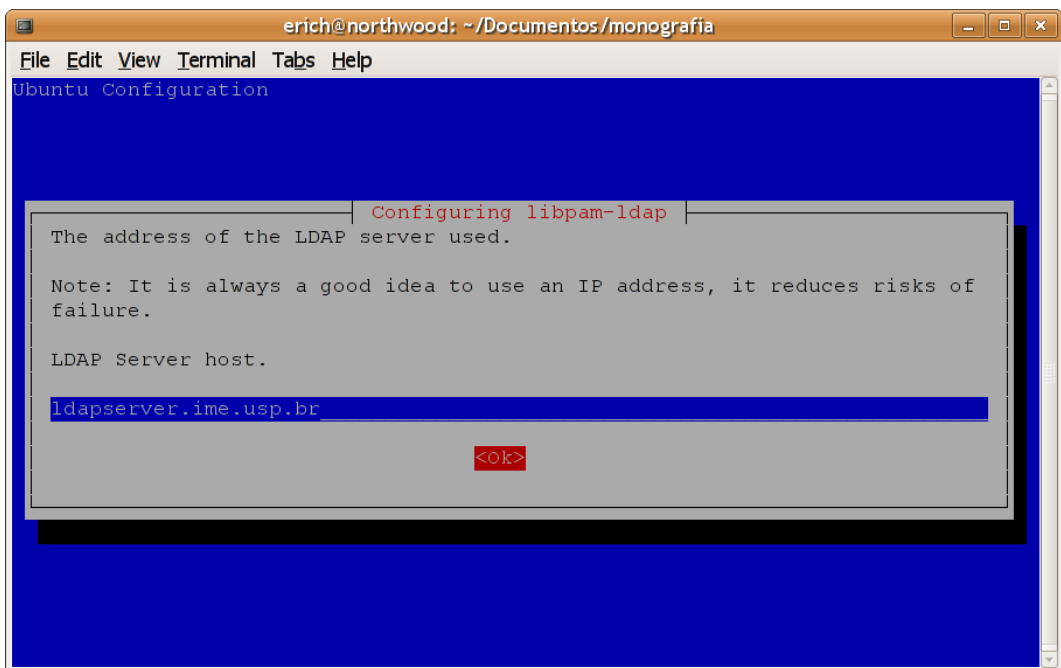 erich@northwood: ~/Documentos/monografia
File Edit View Terminal Tabs Help
Ubuntu Configuration
Configuring libpam-ldap
The address of the LDAP server used.
Note: It is always a good idea to use an IP address, it reduces risks of
failure.
LDAP Server host.
ldapserver.ime.usp.br
<Ok>